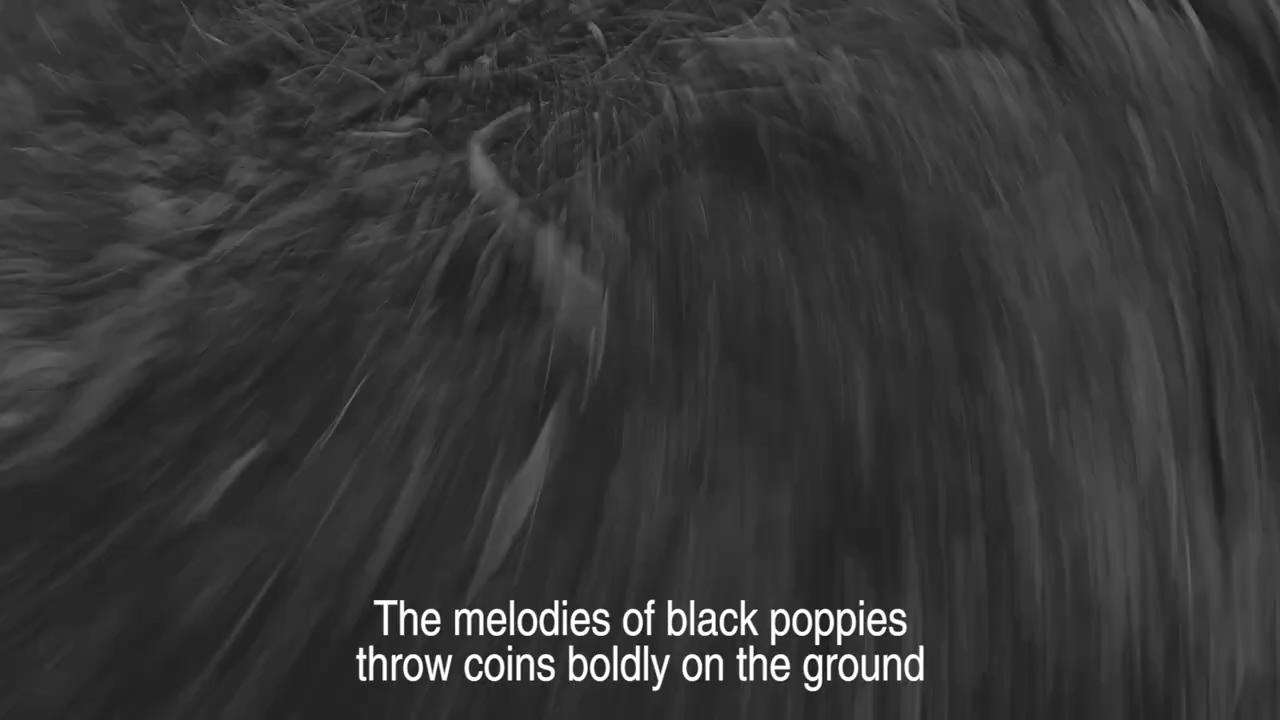 The melodies of black poppies
throw coins boldly on the ground